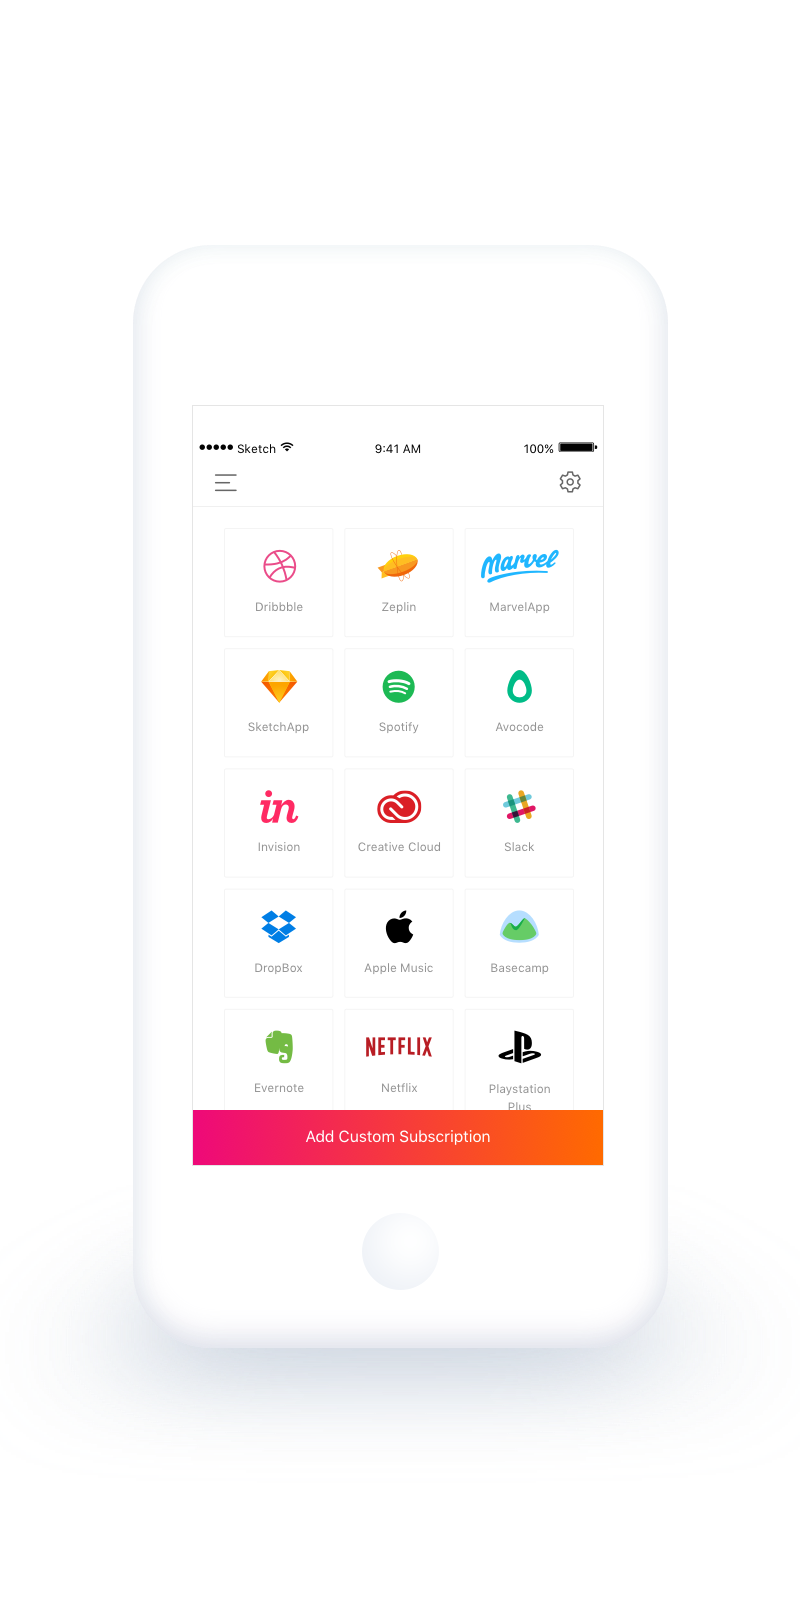 Sketch 9:41 AM 100%
Dribbble Zeplin Marvel MarvelApp
SketchApp Spotify Avocode
in Invision Creative Cloud Slack
DropBox Apple Music Basecamp
Evernote NETFLIX Netflix Playstation
Plus
Add Custom Subscription